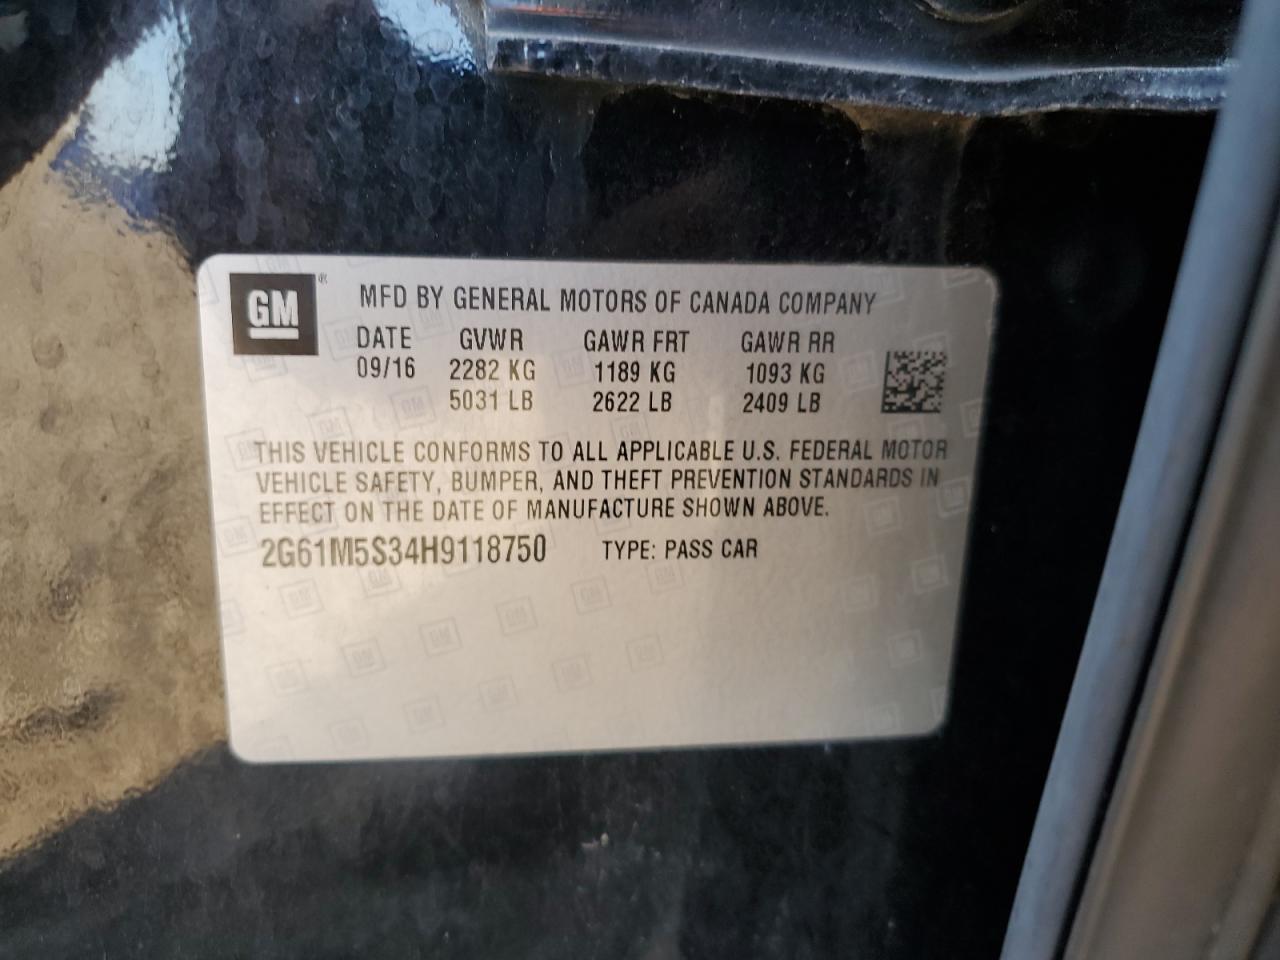 GM® MFD BY GENERAL MOTORS OF CANADA COMPANY
DATE GVWR GAWR FRT GAWR RR
09/16 2282 KG 1189 KG 1093 KG
5031 LB 2622 LB 2409 LB
THIS VEHICLE CONFORMS TO ALL APPLICABLE U.S. FEDERAL MOTOR
VEHICLE SAFETY, BUMPER, AND THEFT PREVENTION STANDARDS IN
EFFECT ON THE DATE OF MANUFACTURE SHOWN ABOVE.
2G61M5S34H9118750 TYPE: PASS CAR